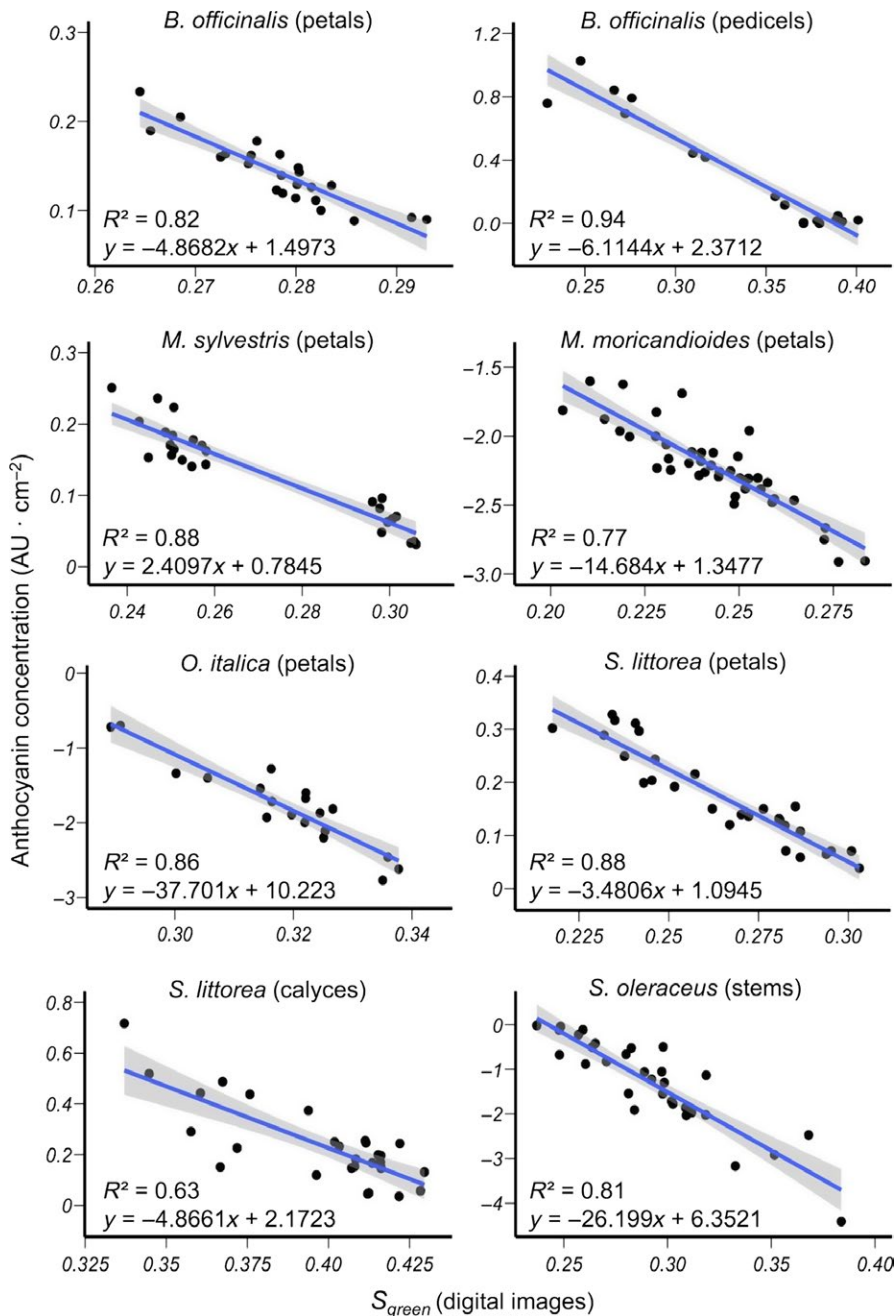 B. officinalis (petals)
0.3
0.2
0.1
R² = 0.82
y = –4.8682x + 1.4973
0.26 0.27 0.28 0.29
B. officinalis (pedicels)
1.2
0.8
0.4
0.0
R² = 0.94
y = –6.1144x + 2.3712
0.25 0.30 0.35 0.40
M. sylvestris (petals)
0.3
0.2
0.1
0
R² = 0.88
y = 2.4097x + 0.7845
0.24 0.26 0.28 0.30
M. moricandioides (petals)
–1.5
–2.0
–2.5
–3.0
R² = 0.77
y = –14.684x + 1.3477
0.20 0.225 0.25 0.275
Anthocyanin concentration (AU · cm⁻²)
O. italica (petals)
0
–1
–2
–3
R² = 0.86
y = –37.701x + 10.223
0.30 0.32 0.34
S. littorea (petals)
0.4
0.3
0.2
0.1
0
R² = 0.88
y = –3.4806x + 1.0945
0.225 0.25 0.275 0.30
S. littorea (calyces)
0.8
0.6
0.4
0.2
0
R² = 0.63
y = –4.8661x + 2.1723
0.325 0.35 0.375 0.40 0.425
S. oleraceus (stems)
0
–1
–2
–3
–4
R² = 0.81
y = –26.199x + 6.3521
0.25 0.30 0.35 0.40
S_green (digital images)